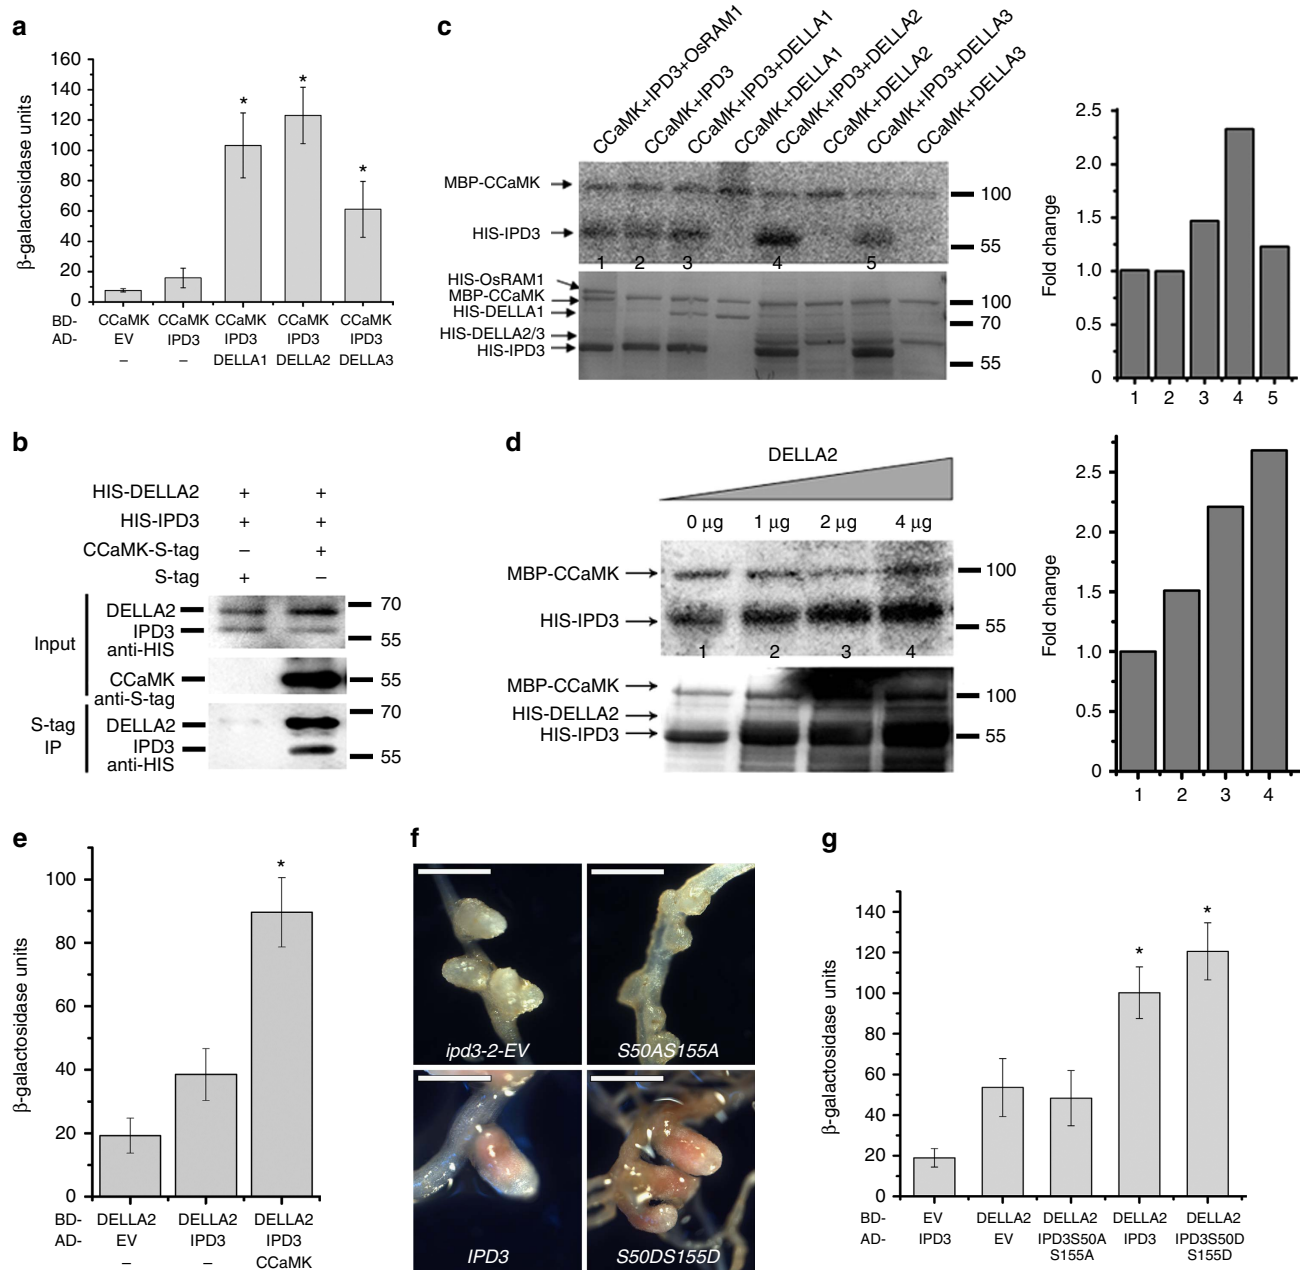 a
β-galactosidase units
160
140
120
100
80
60
40
20
0
BD- CCaMK CCaMK CCaMK CCaMK CCaMK
AD- EV IPD3 IPD3 IPD3 IPD3
– – DELLA1 DELLA2 DELLA3
* * *
c
CCaMK+IPD3+OsRAM1
CCaMK+IPD3
CCaMK+IPD3+DELLA1
CCaMK+DELLA1
CCaMK+IPD3+DELLA2
CCaMK+DELLA2
CCaMK+IPD3+DELLA3
CCaMK+DELLA3
MBP-CCaMK
100
HIS-IPD3
55
1 2 3 4 5
HIS-OsRAM1
MBP-CCaMK
100
HIS-DELLA1
70
HIS-DELLA2/3
HIS-IPD3
55
Fold change
2.5
2.0
1.5
1.0
0.5
0
1 2 3 4 5
b
HIS-DELLA2 + +
HIS-IPD3 + +
CCaMK-S-tag – +
S-tag + –
Input
DELLA2
70
IPD3
55
anti-HIS
CCaMK
55
anti-S-tag
S-tag
IP
DELLA2
70
IPD3
55
anti-HIS
d
DELLA2
0 μg 1 μg 2 μg 4 μg
MBP-CCaMK
100
HIS-IPD3
55
1 2 3 4
MBP-CCaMK
100
HIS-DELLA2
HIS-IPD3
55
Fold change
2.5
2.0
1.5
1.0
0.5
0
1 2 3 4
e
β-galactosidase units
100
80
60
40
20
0
*
BD- DELLA2 DELLA2 DELLA2
AD- EV IPD3 IPD3
– – CCaMK
f
ipd3-2-EV
S50AS155A
IPD3
S50DS155D
g
β-galactosidase units
140
120
100
80
60
40
20
0
* *
BD- EV DELLA2 DELLA2 DELLA2 DELLA2
AD- IPD3 EV IPD3S50A IPD3 IPD3S50D
S155A S155D